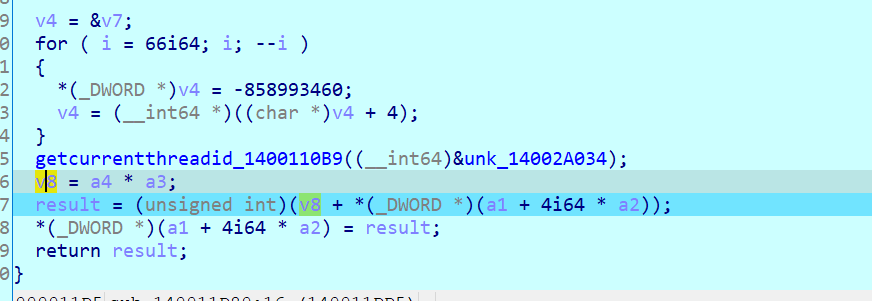 9 v4 = &v7;
0 for ( i = 66i64; i; --i )
1 {
2 *(_DWORD *)v4 = -858993460;
3 v4 = (__int64 *)((char *)v4 + 4);
4 }
5 getcurrentthreadid_1400110B9((__int64)&unk_14002A034);
6 v8 = a4 * a3;
7 result = (unsigned int)(v8 + *(_DWORD *)(a1 + 4i64 * a2));
8 *(_DWORD *)(a1 + 4i64 * a2) = result;
9 return result;
0 }